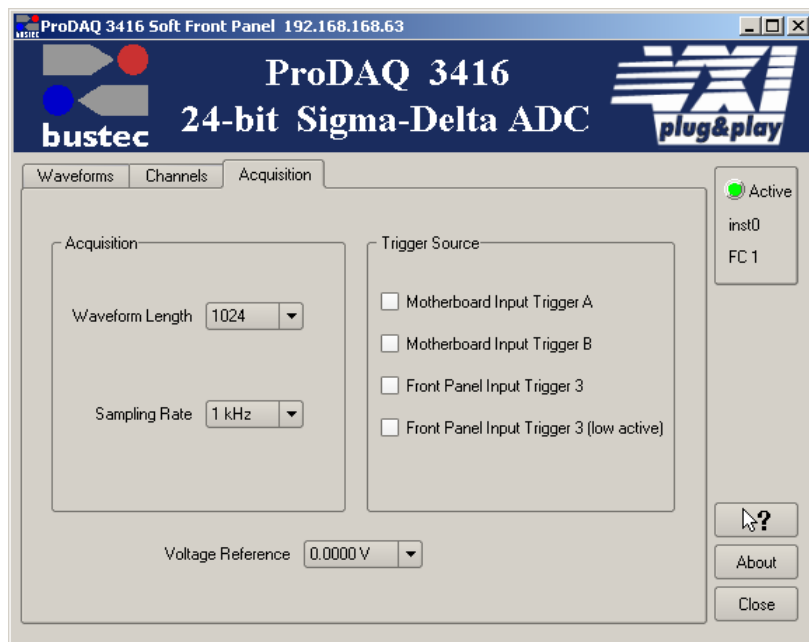 ProDAQ 3416 Soft Front Panel 192.168.168.63
bustec
ProDAQ 3416
24-bit Sigma-Delta ADC
VXI
plug&play
Waveforms
Channels
Acquisition
Active
inst0
FC 1
Acquisition
Waveform Length 1024
Sampling Rate 1 kHz
Trigger Source
Motherboard Input Trigger A
Motherboard Input Trigger B
Front Panel Input Trigger 3
Front Panel Input Trigger 3 (low active)
Voltage Reference 0.0000 V
?
About
Close